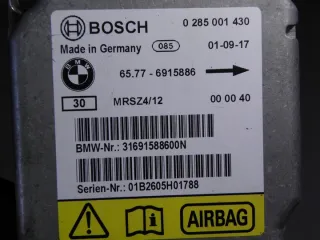 BOSCH 0 285 001 430
Made in Germany 085 01-09-17
BMW 65.77 - 6915886
30 MRSZ4/12 00 00 40
BMW-Nr.: 31691588600N
Serien-Nr.: 01B2605H01788
AIRBAG